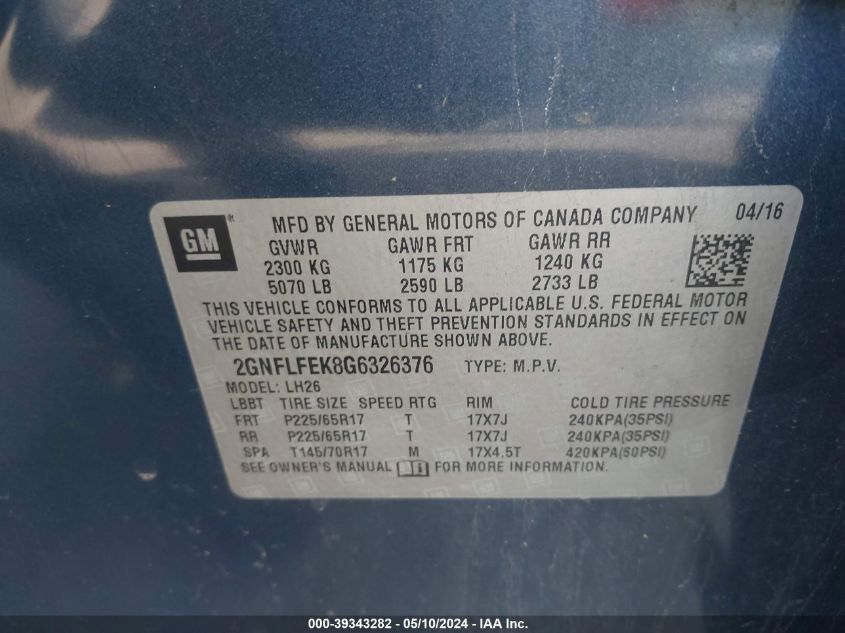 GM ® MFD BY GENERAL MOTORS OF CANADA COMPANY 04/16
GVWR GAWR FRT GAWR RR
2300 KG 1175 KG 1240 KG
5070 LB 2590 LB 2733 LB
THIS VEHICLE CONFORMS TO ALL APPLICABLE U.S. FEDERAL MOTOR
VEHICLE SAFETY AND THEFT PREVENTION STANDARDS IN EFFECT ON
THE DATE OF MANUFACTURE SHOWN ABOVE.
2GNFLFEK8G6326376 TYPE: M.P.V.
MODEL: LH26
LBBT TIRE SIZE SPEED RTG RIM COLD TIRE PRESSURE
FRT P225/65R17 T 17X7J 240KPA(35PSI)
RR P225/65R17 T 17X7J 240KPA(35PSI)
SPA T145/70R17 M 17X4.5T 420KPA(60PSI)
SEE OWNER'S MANUAL FOR MORE INFORMATION.
000-39343282 - 05/10/2024 - IAA Inc.